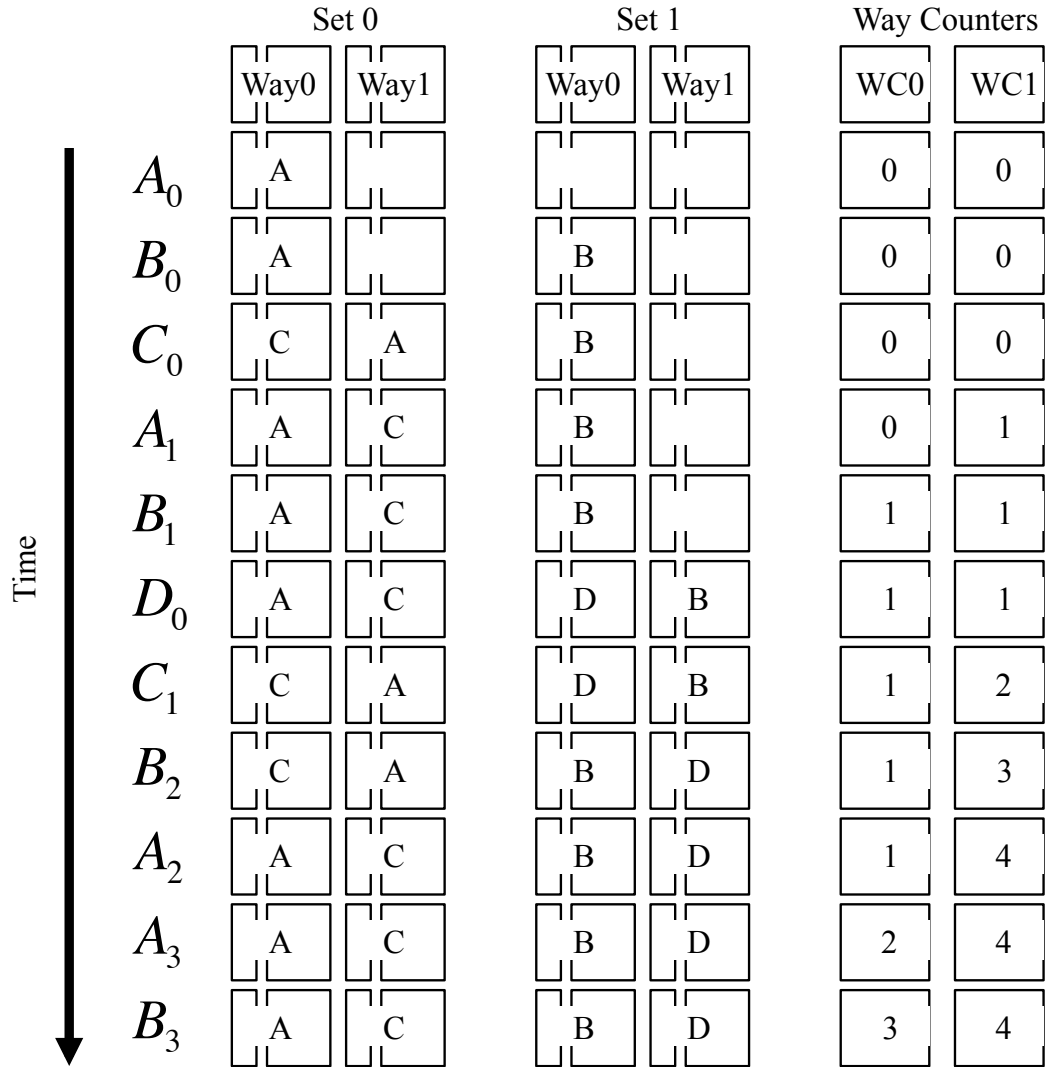 Set 0 Set 1 Way Counters
Way0 Way1 Way0 Way1 WC0 WC1
A₀ A 0 0
B₀ A B 0 0
C₀ C A B 0 0
A₁ A C B 0 1
B₁ A C B 1 1
D₀ A C D B 1 1
C₁ C A D B 1 2
B₂ C A B D 1 3
A₂ A C B D 1 4
A₃ A C B D 2 4
B₃ A C B D 3 4
Time